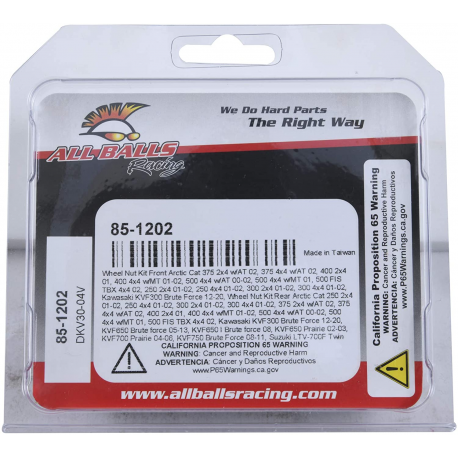 We Do Hard Parts
The Right Way
ALL BALLS
Racing
85-1202
Made in Taiwan
Wheel Nut Kit Front Arctic Cat 375 2x4 w/AT 02, 375 4x4 w/AT 02, 400 2x4
01, 400 4x4 wMT 01-02, 500 4x4 w/AT 00-02, 500 4x4 wMT 01, 500 FIS
TBX 4x4 02, 250 2x4 01-02, 250 4x4 01-02, 300 2x4 01-02, 300 4x4 01-02,
Kawasaki KVF300 Brute Force 12-20, Wheel Nut Kit Rear Arctic Cat 250 2x4
01-02, 250 4x4 01-02, 300 2x4 01-02, 300 4x4 01-02, 375 2x4 w/AT 02, 375
4x4 w/AT 02, 400 2x4 01, 400 4x4 wMT 01-02, 500 4x4 w/AT 00-02, 500
4x4 wMT 01, 500 FIS TBX 4x4 02, Kawasaki KVF300 Brute Force 12-20,
KVF650 Brute force 05-13, KVF650 I Brute force 08, KVF650 Prairie 02-03,
KVF700 Prairie 04-06, KVF750 Brute Force 08-11, Suzuki LTV-700F Twin
CALIFORNIA PROPOSITION 65 WARNING
WARNING: Cancer and Reproductive Harm
ADVERTENCIA: Cáncer y Daños Reproductivos
www.P65Warnings.ca.gov
85-1202
DKV30-04V
California Proposition 65 Warning
WARNING: Cancer and Reproductive Harm
ADVERTENCIA: Cáncer y Daños Reproductivos
www.P65Warnings.ca.gov
www.allballsracing.com